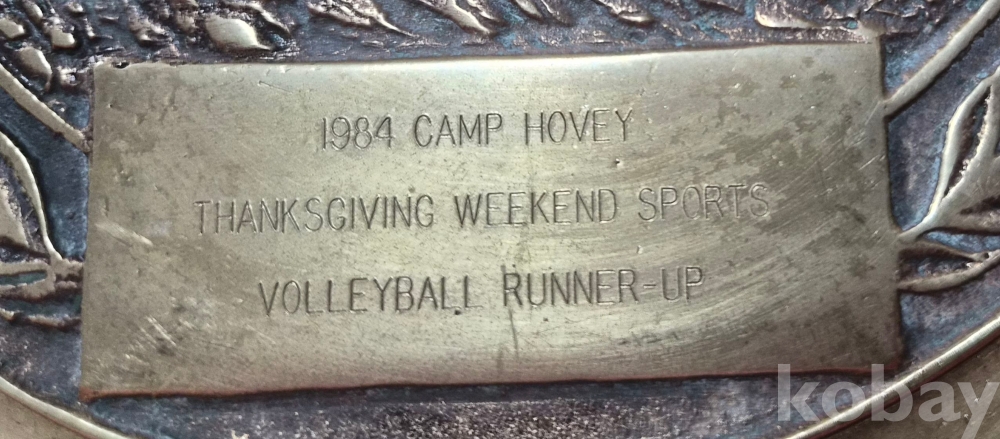 1984 CAMP HOVEY
THANKSGIVING WEEKEND SPORTS
VOLLEYBALL RUNNER-UP
kobay